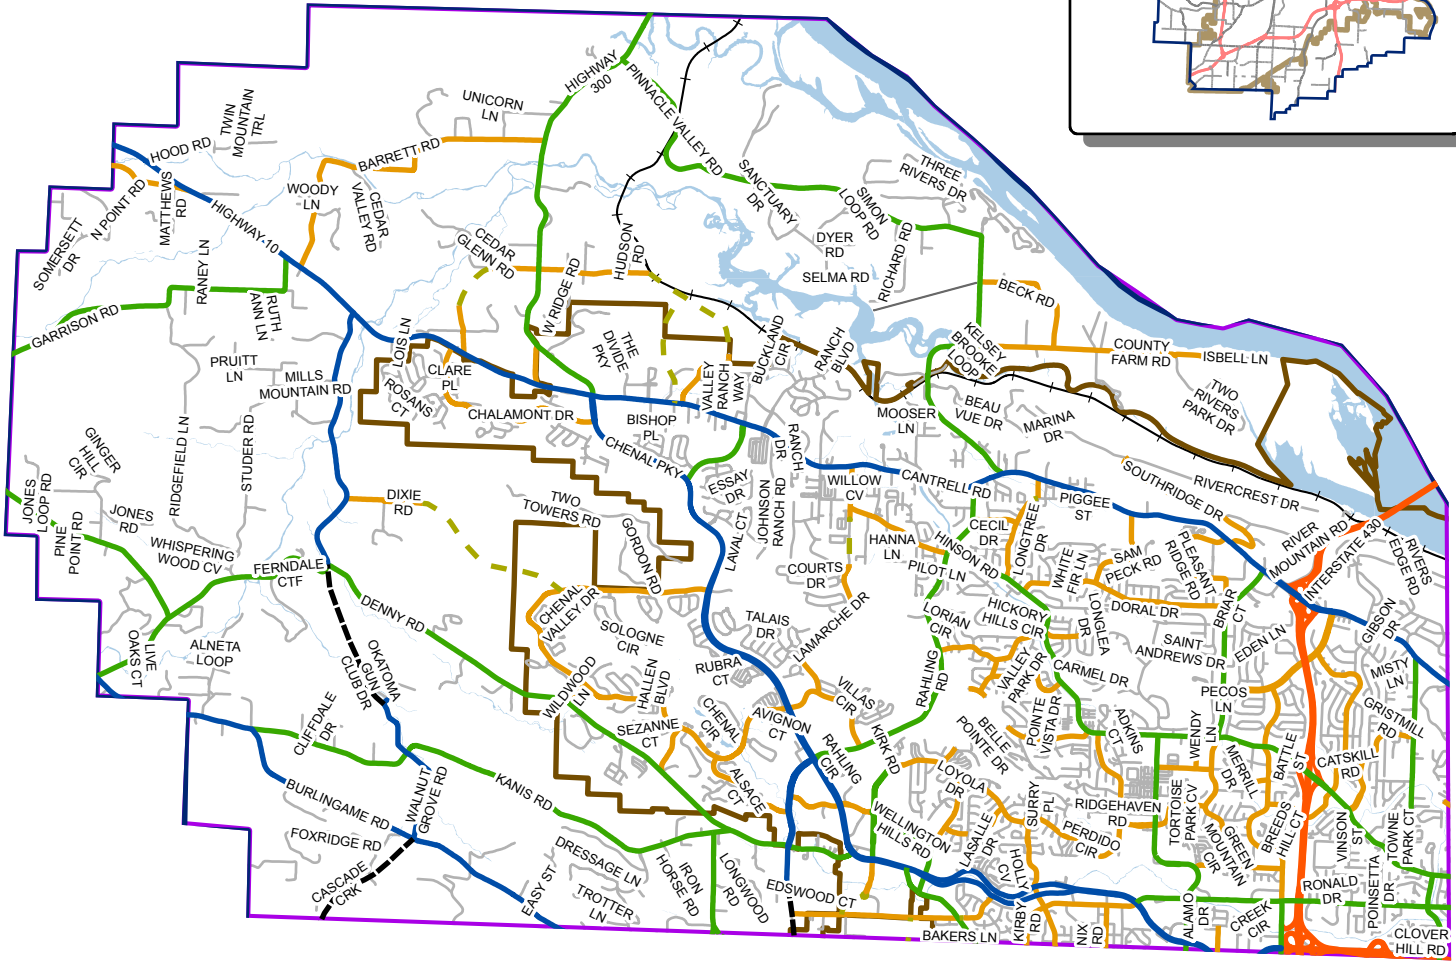 HIGHWAY
300
PINNACLE VALLEY RD
UNICORN
LN
TWIN
MOUNTAIN
TRL
HOOD RD
BARRETT RD
N POINT RD
MATTHEWS
RD
WOODY
LN
CEDAR
VALLEY RD
HIGHWAY 10
SOMERSETT
DR
RANEY LN
RUTH
ANN LN
GARRISON RD
CEDAR
GLENN RD
HUDSON
RD
W RIDGE RD
SANCTUARY
DR
SIMON
LOOP RD
THREE
RIVERS DR
DYER
RD
SELMA RD
RICHARD RD
BECK RD
KELSEY
BROOKE
LOOP
COUNTY
FARM RD
ISBELL LN
TWO
RIVERS
PARK DR
PRUITT
LN
MILLS
MOUNTAIN RD
LOIS LN
CLARE
PL
ROSANS
CT
CHALAMONT DR
THE
DIVIDE
PKY
BISHOP
PL
VALLEY
RANCH
WAY
BUCKLAND
CIR
RANCH
BLVD
MOOSER
LN
BEAU
VUE DR
MARINA
DR
GINGER
HILL
CIR
RIDGEFIELD LN
STUDER RD
JONES
LOOP RD
PINE
POINT RD
JONES
RD
WHISPERING
WOOD CV
DIXIE
RD
CHENAL PKY
TWO
TOWERS RD
GORDON RD
ESSAY
DR
LAVAL CT
JOHNSON
RANCH RD
RANCH
DR
WILLOW
CV
CANTRELL RD
PIGGEE
ST
SOUTHRIDGE DR
RIVERCREST DR
RIVER
MOUNTAIN RD
INTERSTATE 430
RIVERS
EDGE RD
CECIL
DR
LONGTREE
DR
HANNA
LN
HINSON RD
PILOT LN
COURTS
DR
WHITE
FIR LN
SAM
PECK RD
PLEASANT
RIDGE RD
FERNDALE
CTF
DENNY RD
CHENAL
VALLEY DR
SOLOGNE
CIR
TALAIS
DR
LAMARCHE DR
LORIAN
CIR
HICKORY
HILLS CIR
LONGLEA
DR
DORAL DR
BRIAR
CT
SAINT
ANDREWS DR
EDEN LN
GIBSON
DR
MISTY
LN
LIVE
OAKS CT
ALNETA
LOOP
OKATOMA
GUN
CLUB DR
WILDWOOD
LN
HALLEN
BLVD
RUBRA
CT
VILLAS
CIR
RAHLING
RD
VALLEY
PARK DR
CARMEL DR
PECOS
LN
GRISTMILL
RD
CLIFFDALE
DR
SEZANNE
CT
CHENAL
CIR
AVIGNON
CT
RAHLING
CIR
KIRK RD
BELLE
POINTE DR
POINTE
VISTA DR
ADKINS
CT
WENDY
LN
MERRILL
DR
BATTLE
ST
CATSKILL
RD
BURLINGAME RD
WALNUT
GROVE RD
KANIS RD
ALSACE
CT
LOYOLA
DR
SURRY
PL
RIDGEHAVEN
RD
TORTOISE
PARK CV
FOXRIDGE RD
WELLINGTON
HILLS RD
LASALLE
DR
PERDIDO
CIR
GREEN
MOUNTAIN
CIR
BREEDS
HILL CT
VINSON
ST
TOWNE
PARK CT
CASCADE
CRK
DRESSAGE LN
EASY ST
TROTTER
LN
IRON
HORSE RD
LONGWOOD
RD
EDSWOOD CT
HOLLY
CV
KIRBY
RD
BAKERS LN
NIX
RD
ALAMO
DR
CREEK
CIR
RONALD
DR
POINSETTA
DR
CLOVER
HILL RD